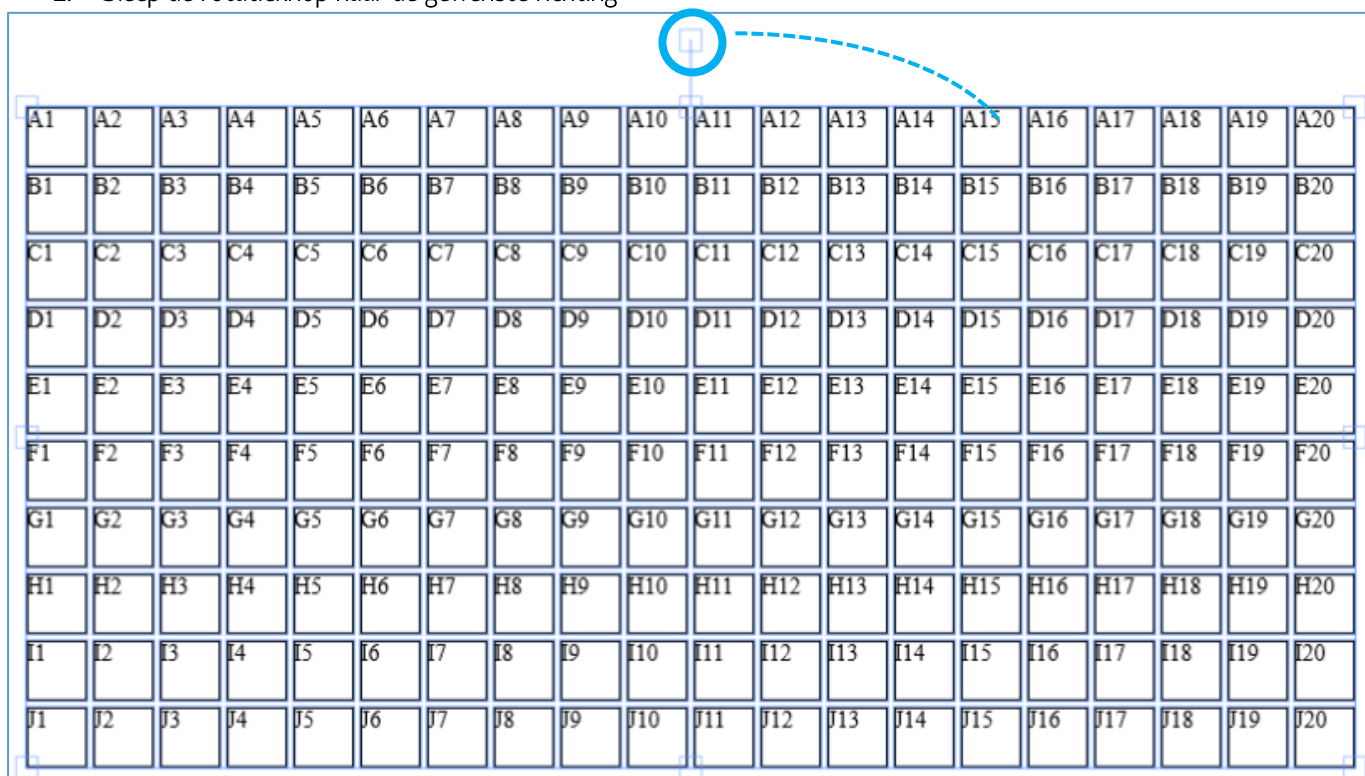 2. Sleep de rotatieknop naar de gewenste richting
A1 A2 A3 A4 A5 A6 A7 A8 A9 A10 A11 A12 A13 A14 A15 A16 A17 A18 A19 A20
B1 B2 B3 B4 B5 B6 B7 B8 B9 B10 B11 B12 B13 B14 B15 B16 B17 B18 B19 B20
C1 C2 C3 C4 C5 C6 C7 C8 C9 C10 C11 C12 C13 C14 C15 C16 C17 C18 C19 C20
D1 D2 D3 D4 D5 D6 D7 D8 D9 D10 D11 D12 D13 D14 D15 D16 D17 D18 D19 D20
E1 E2 E3 E4 E5 E6 E7 E8 E9 E10 E11 E12 E13 E14 E15 E16 E17 E18 E19 E20
F1 F2 F3 F4 F5 F6 F7 F8 F9 F10 F11 F12 F13 F14 F15 F16 F17 F18 F19 F20
G1 G2 G3 G4 G5 G6 G7 G8 G9 G10 G11 G12 G13 G14 G15 G16 G17 G18 G19 G20
H1 H2 H3 H4 H5 H6 H7 H8 H9 H10 H11 H12 H13 H14 H15 H16 H17 H18 H19 H20
I1 I2 I3 I4 I5 I6 I7 I8 I9 I10 I11 I12 I13 I14 I15 I16 I17 I18 I19 I20
J1 J2 J3 J4 J5 J6 J7 J8 J9 J10 J11 J12 J13 J14 J15 J16 J17 J18 J19 J20